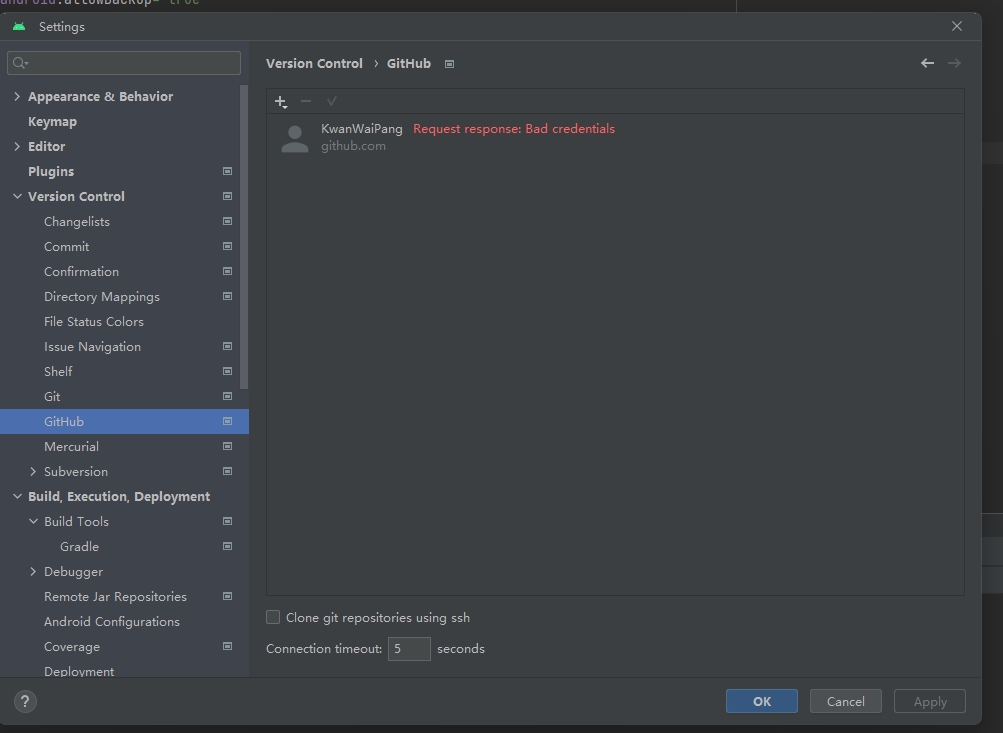 android:allowBackup="true"
Settings
Version Control › GitHub
Appearance & Behavior
Keymap
Editor
Plugins
Version Control
Changelists
Commit
Confirmation
Directory Mappings
File Status Colors
Issue Navigation
Shelf
Git
GitHub
Mercurial
Subversion
Build, Execution, Deployment
Build Tools
Gradle
Debugger
Remote Jar Repositories
Android Configurations
Coverage
Deployment
KwanWaiPang Request response: Bad credentials
github.com
Clone git repositories using ssh
Connection timeout: 5 seconds
?
OK Cancel Apply